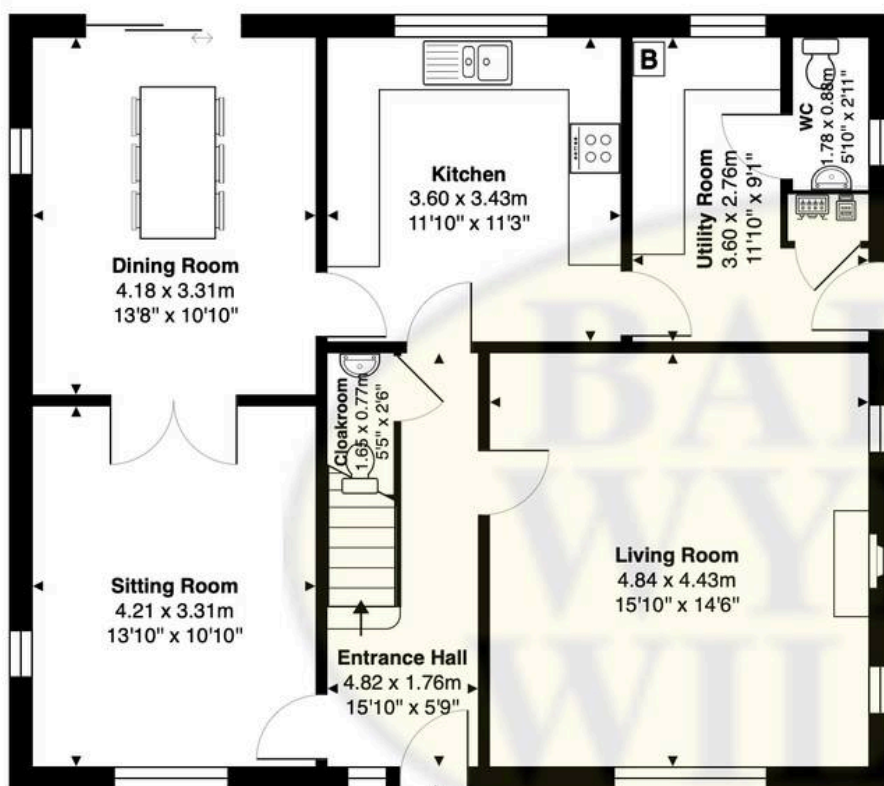 B
WC
1.78 x 0.88m
5'10" x 2'11"
Kitchen
3.60 x 3.43m
11'10" x 11'3"
Utility Room
3.60 x 2.76m
11'10" x 9'1"
Dining Room
4.18 x 3.31m
13'8" x 10'10"
Cloakroom
1.65 x 0.77m
5'5" x 2'6"
Living Room
4.84 x 4.43m
15'10" x 14'6"
Sitting Room
4.21 x 3.31m
13'10" x 10'10"
Entrance Hall
4.82 x 1.76m
15'10" x 5'9"
BAL
WY
WII